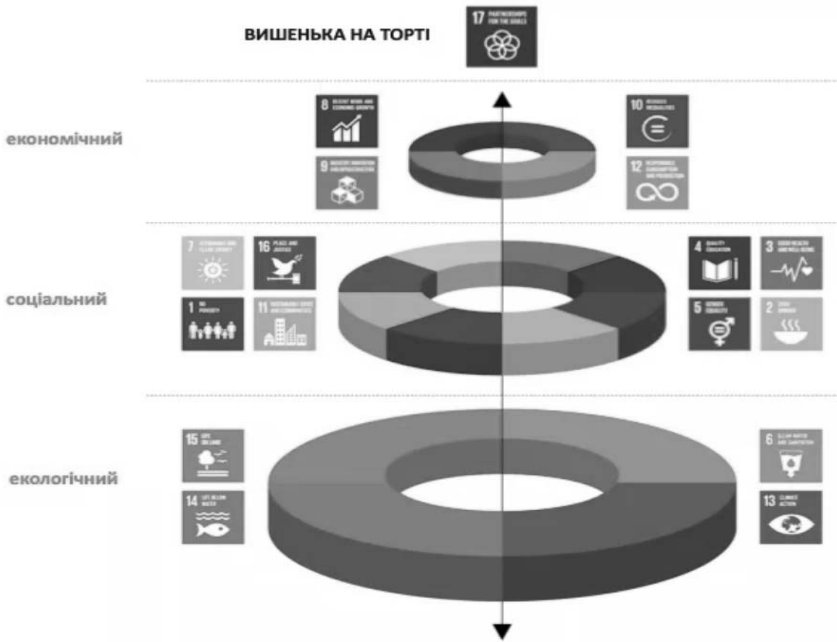 ВИШЕНЬКА НА ТОРТІ
17 PARTNERSHIPS
FOR THE GOALS
економічний
8 DECENT WORK AND
ECONOMIC GROWTH
10 REDUCED
INEQUALITIES
9 INDUSTRY, INNOVATION
AND INFRASTRUCTURE
12 RESPONSIBLE
CONSUMPTION
AND PRODUCTION
соціальний
7 AFFORDABLE AND
CLEAN ENERGY
16 PEACE AND
JUSTICE
4 QUALITY
EDUCATION
3 GOOD HEALTH
AND WELL-BEING
1 NO
POVERTY
11 SUSTAINABLE CITIES
AND COMMUNITIES
5 GENDER
EQUALITY
2 ZERO
HUNGER
екологічний
15 LIFE
ON LAND
6 CLEAN WATER
AND SANITATION
14 LIFE BELOW
WATER
13 CLIMATE
ACTION